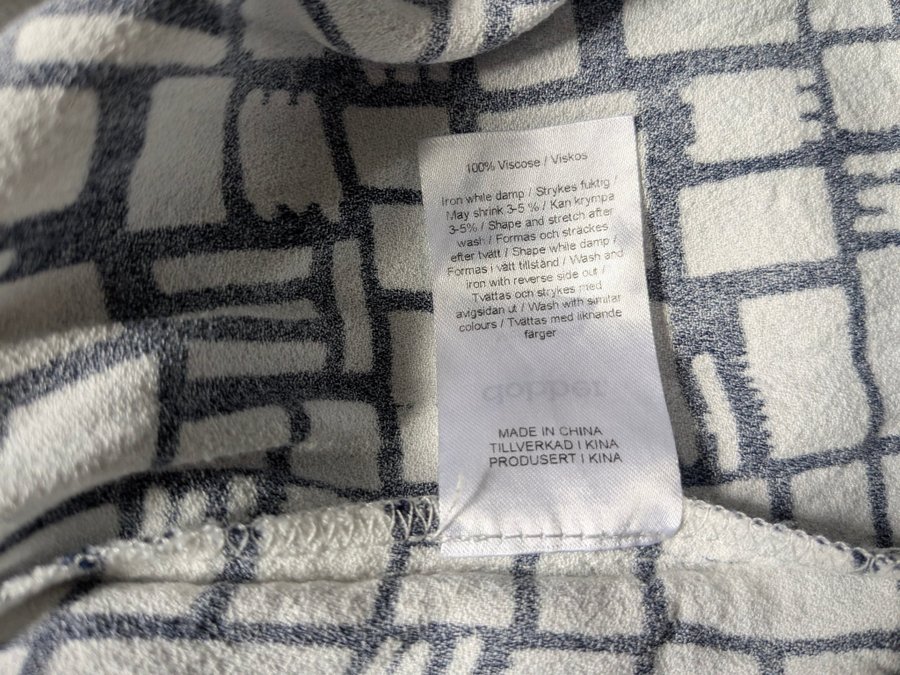 100% Viscose / Viskos
Iron while damp / Strykes fuktig /
May shrink 3-5 % / Kan krympa
3-5% / Shape and stretch after
wash / Formas och sträckes
efter tvätt / Shape while damp /
Formas i vått tillstånd / Wash and
iron with reverse side out /
Tvättas och strykes med
avigsidan ut / Wash with similar
colours / Tvättas med liknande
färger
dobber
MADE IN CHINA
TILLVERKAD I KINA
PRODUSERT I KINA